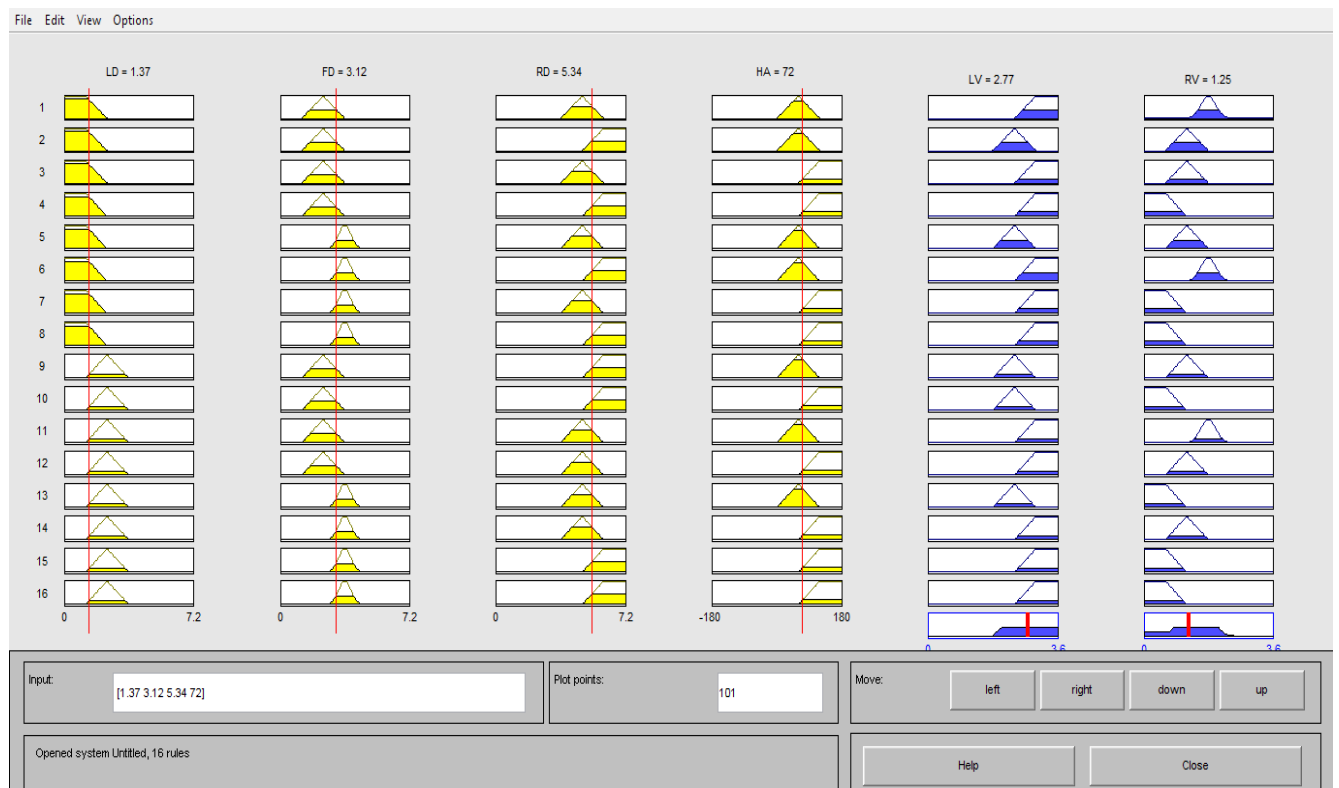 File Edit View Options
LD = 1.37 FD = 3.12 RD = 5.34 HA = 72 LV = 2.77 RV = 1.25
1
2
3
4
5
6
7
8
9
10
11
12
13
14
15
16
0 7.2 0 7.2 0 7.2 -180 180
0 3.6 0 3.6
Input: [1.37 3.12 5.34 72] Plot points: 101 Move: left right down up
Opened system Untitled, 16 rules Help Close